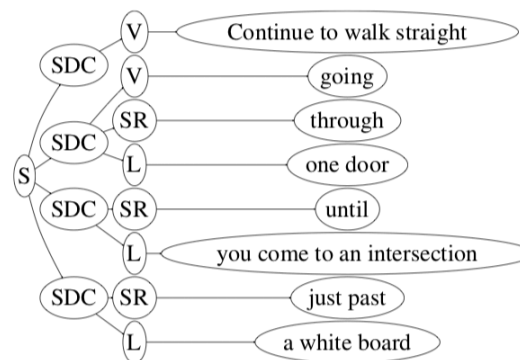 V Continue to walk straight
SDC
V going
SR through
SDC
L one door
S
SDC SR until
L you come to an intersection
SDC SR just past
L a white board